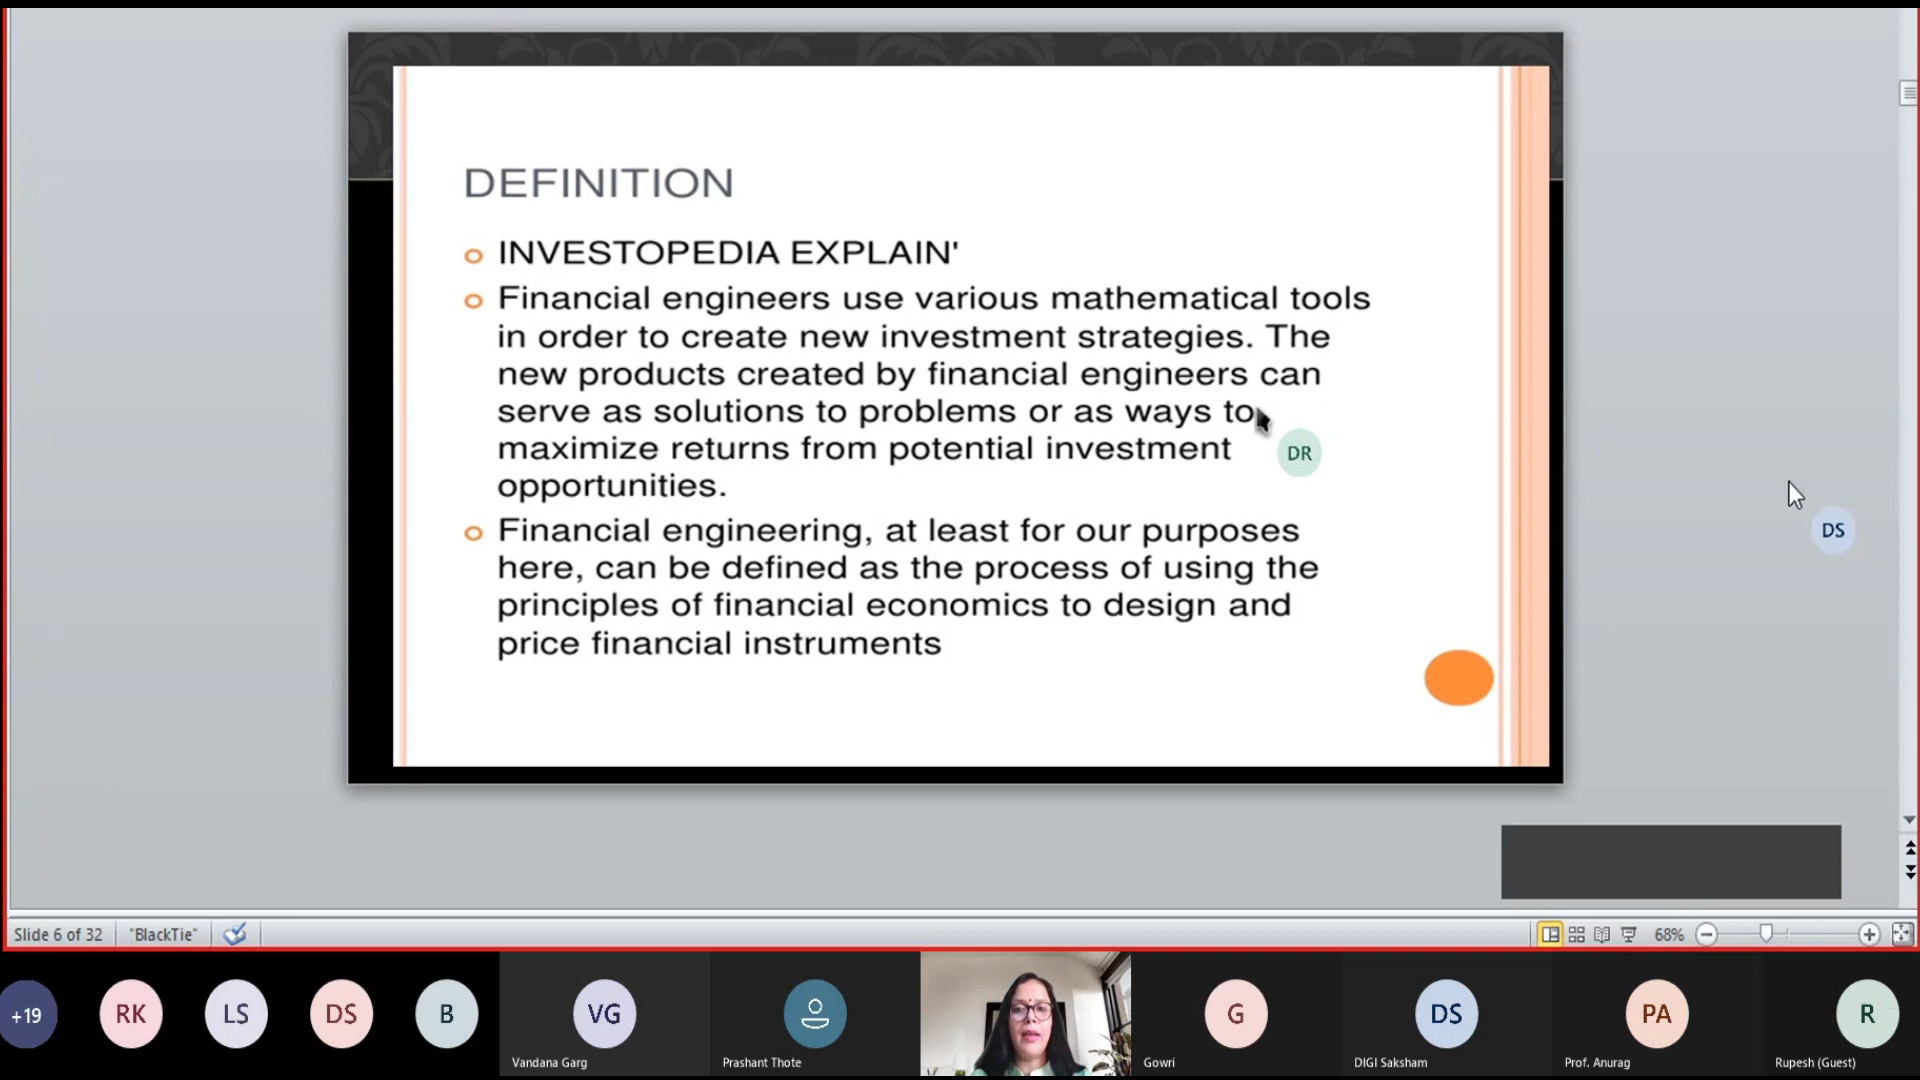 DEFINITION
INVESTOPEDIA EXPLAIN'
Financial engineers use various mathematical tools
in order to create new investment strategies. The
new products created by financial engineers can
serve as solutions to problems or as ways to
maximize returns from potential investment
opportunities.
Financial engineering, at least for our purposes
here, can be defined as the process of using the
principles of financial economics to design and
price financial instruments
DR
DS
Slide 6 of 32
"BlackTie"
68%
+19
RK
LS
DS
B
VG
Vandana Garg
Prashant Thote
G
Gowri
DS
DIGI Saksham
PA
Prof. Anurag
R
Rupesh (Guest)